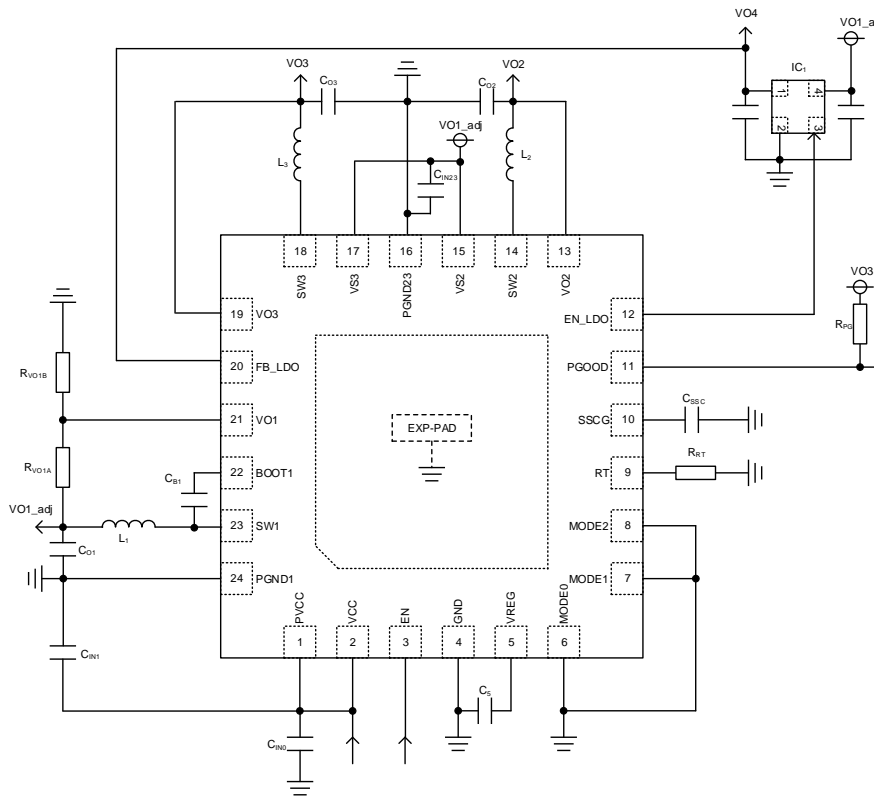 VO4
VO1_a
IC1
1
4
2
3
VO3
CO3
CO2
VO2
VO1_adj
L3
CIN23
L2
18
17
16
15
14
13
SW3
VS3
PGND23
VS2
SW2
VO2
19
VO3
20
FB_LDO
21
VO1
22
BOOT1
23
SW1
24
PGND1
EN_LDO
12
PGOOD
11
SSCG
10
RT
9
MODE2
8
MODE1
7
VO3
RPG
CSSC
RRT
EXP-PAD
RVO1B
RVO1A
CB1
VO1_adj
L1
CO1
CIN1
PVCC
VCC
EN
GND
VREG
MODE0
1
2
3
4
5
6
C5
CIN0